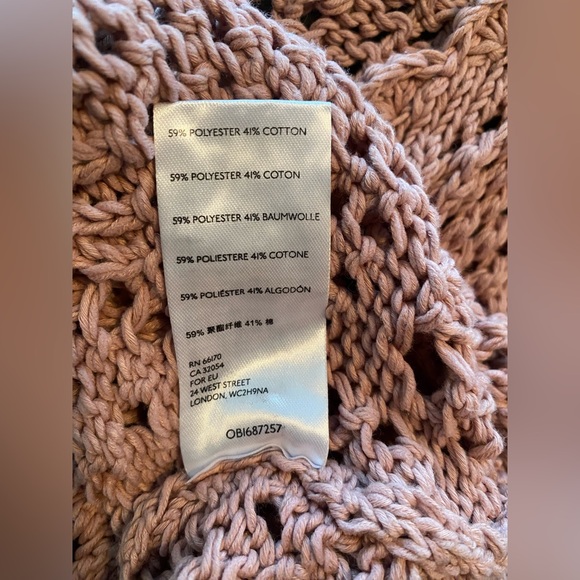 59% POLYESTER 41% COTTON
59% POLYESTER 41% COTON
59% POLYESTER 41% BAUMWOLLE
59% POLIESTERE 41% COTONE
59% POLIÉSTER 41% ALGODÓN
59% 聚酯纤维 41% 棉
RN 66170
CA 32054
FOR EU
24 WEST STREET
LONDON, WC2H9NA
OB1687257